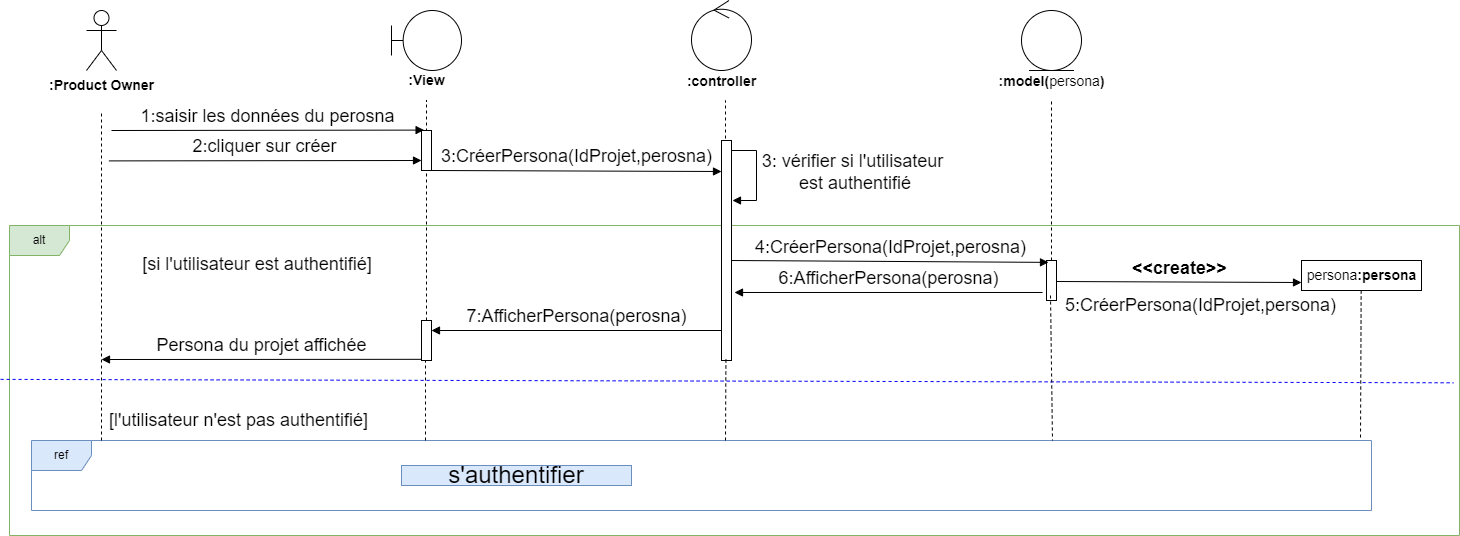 :Product Owner
:View
:controller
:model(persona)
1:saisir les données du perosna
2:cliquer sur créer
3:CréerPersona(IdProjet,perosna)
3: vérifier si l'utilisateur
est authentifié
alt
[si l'utilisateur est authentifié]
4:CréerPersona(IdProjet,perosna)
<<create>>
persona:persona
6:AfficherPersona(perosna)
5:CréerPersona(IdProjet,persona)
7:AfficherPersona(perosna)
Persona du projet affichée
[l'utilisateur n'est pas authentifié]
ref
s'authentifier